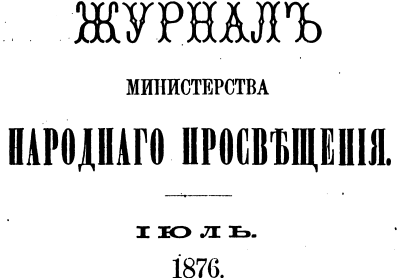 ЖУРНАЛЪ
МИНИСТЕРСТВА
НАРОДНАГО ПРОСВѢЩЕНІЯ.
ІЮЛЬ.
1876.